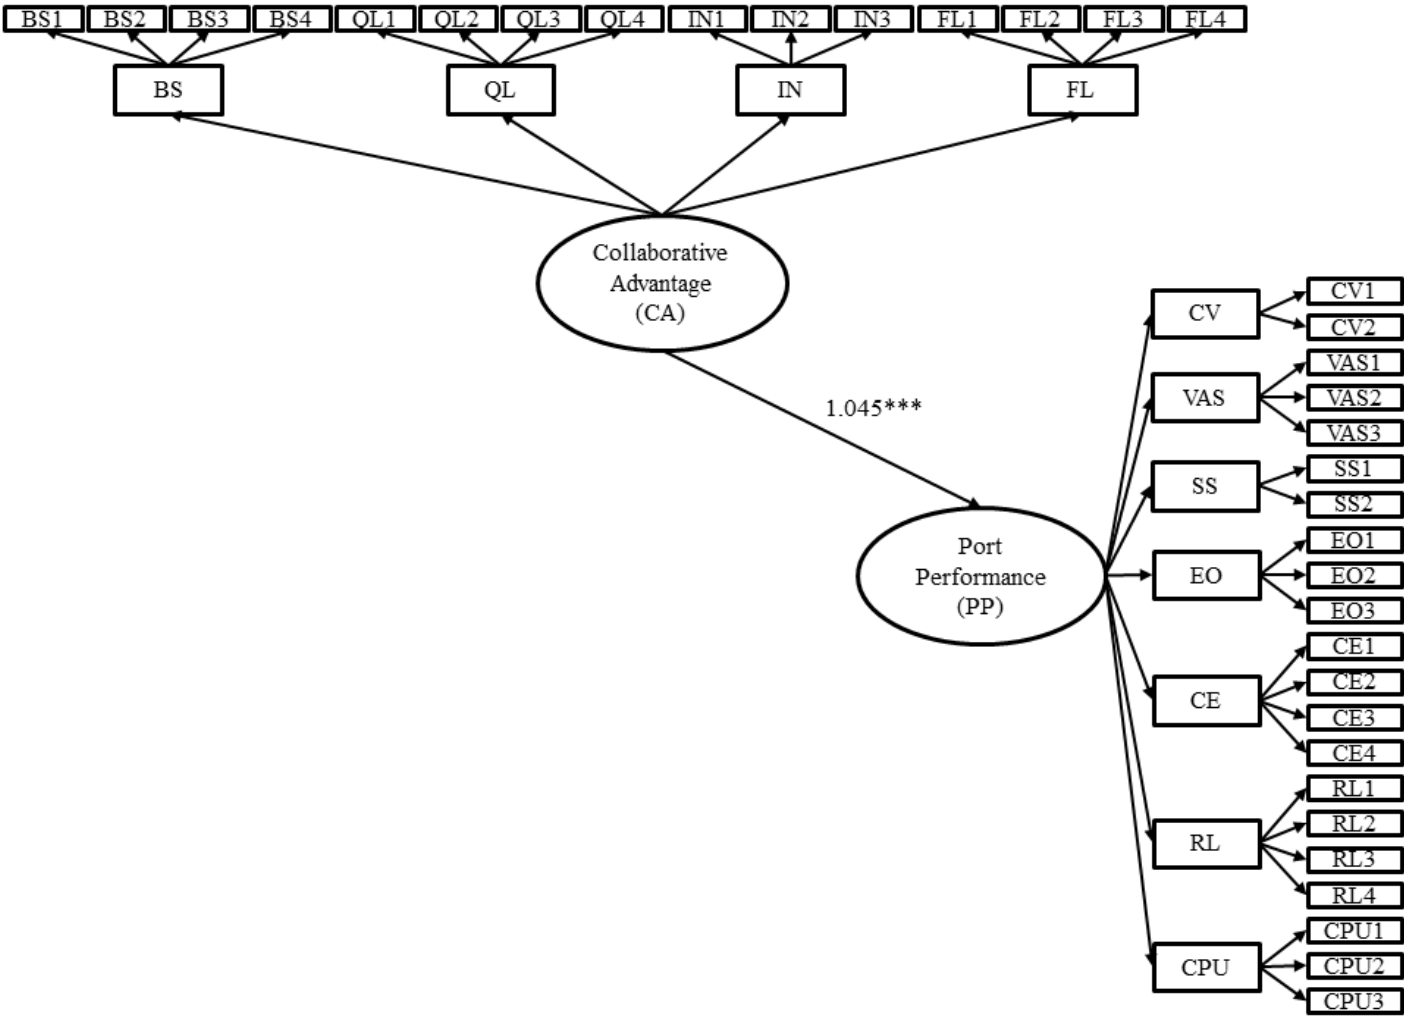 BS1 BS2 BS3 BS4 QL1 QL2 QL3 QL4 IN1 IN2 IN3 FL1 FL2 FL3 FL4
BS QL IN FL
Collaborative
Advantage
(CA)
1.045***
Port
Performance
(PP)
CV
CV1
CV2
VAS
VAS1
VAS2
VAS3
SS
SS1
SS2
EO
EO1
EO2
EO3
CE
CE1
CE2
CE3
CE4
RL
RL1
RL2
RL3
RL4
CPU
CPU1
CPU2
CPU3